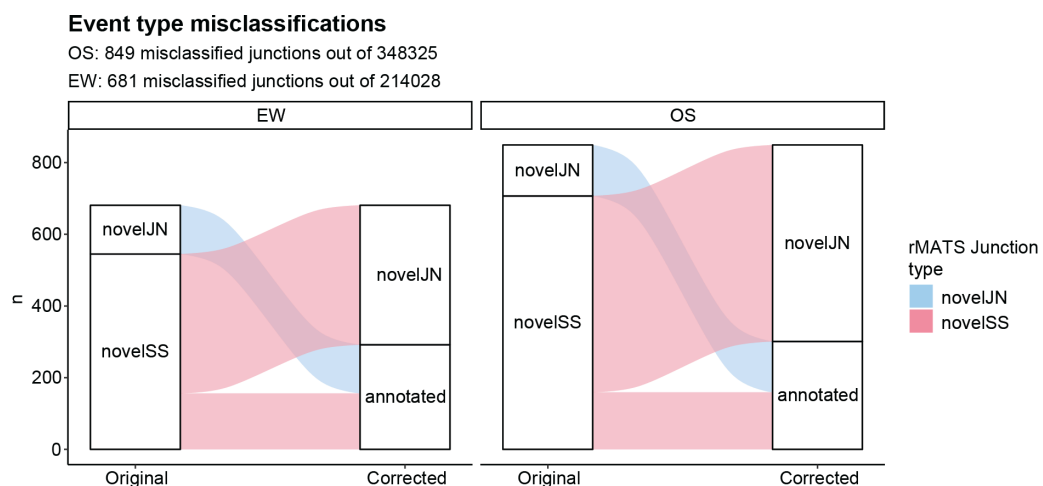 Event type misclassifications
OS: 849 misclassified junctions out of 348325
EW: 681 misclassified junctions out of 214028
EW
OS
n
800
600
400
200
0
novelJN
novelSS
novelJN
annotated
novelJN
novelSS
novelJN
annotated
Original
Corrected
Original
Corrected
rMATS Junction
type
novelJN
novelSS